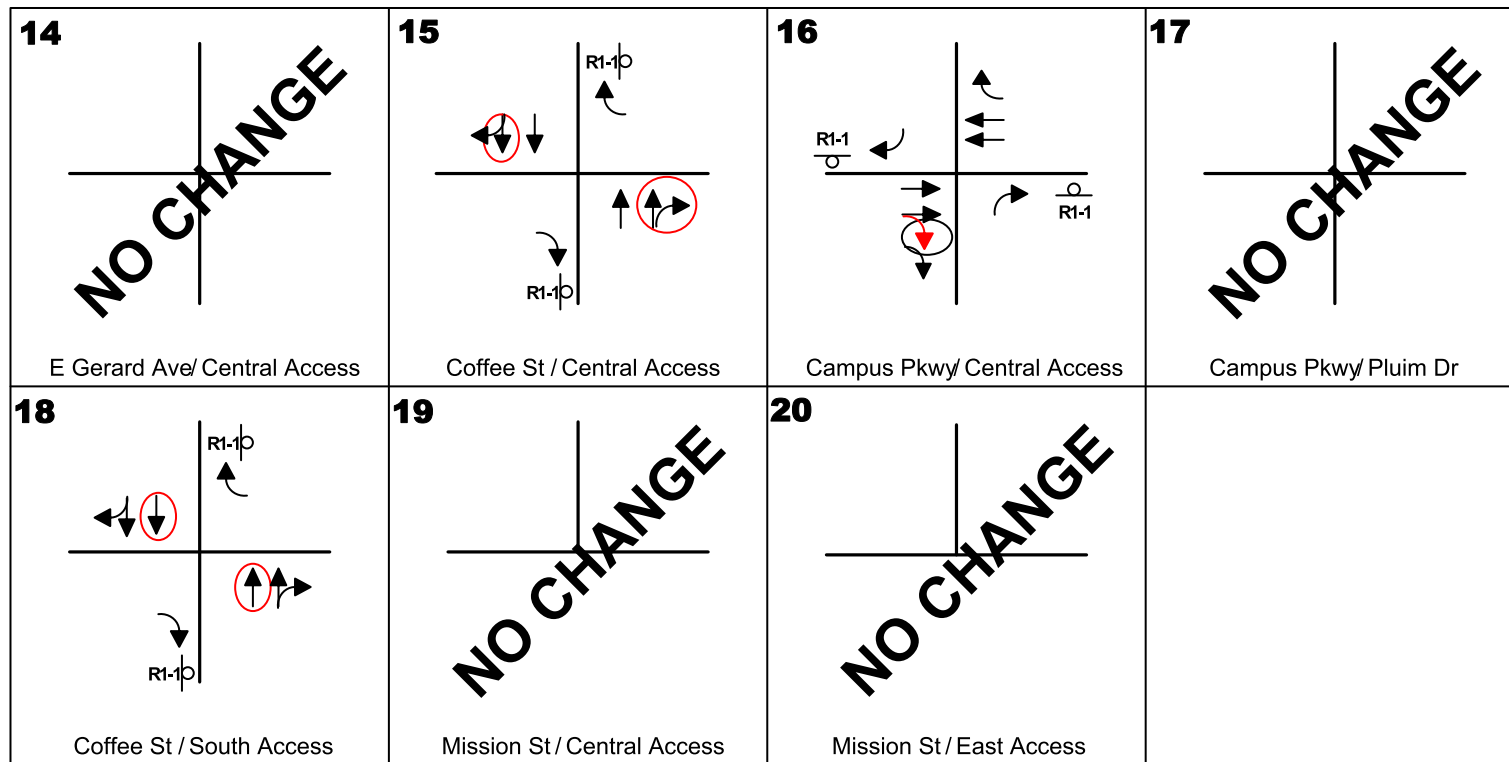 14
NO CHANGE
E Gerard Ave/ Central Access
15
R1-1
R1-1
Coffee St / Central Access
16
R1-1
R1-1
Campus Pkwy/ Central Access
17
NO CHANGE
Campus Pkwy/ Pluim Dr
18
R1-1
R1-1
Coffee St / South Access
19
NO CHANGE
Mission St / Central Access
20
NO CHANGE
Mission St / East Access